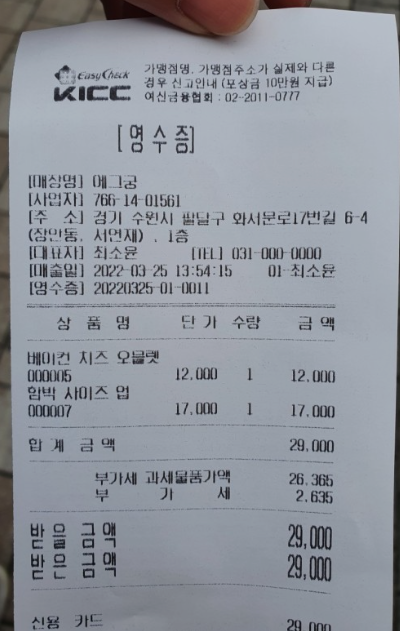 EasyCheck
KICC
가맹점명, 가맹점주소가 실제와 다른
경우 신고안내 (포상금 10만원 지급)
여신금융협회 : 02-2011-0777
[영수증]
[매상명] 에그궁
[사업자] 766-14-01561
[주 소] 경기 수원시 팔달구 화서문로17번길 6-4
(장안동, 서연재) , 1층
[대표자] 최소윤 [TEL] 031-000-0000
[매출일] 2022-03-25 13:54:15 01-최소윤
[영수증] 20220325-01-0011
상 품 명 단 가 수량 금 액
베이컨 치즈 오믈렛
000005 12,000 1 12,000
함박 사이즈 업
000007 17,000 1 17,000
합 계 금 액 29,000
부가세 과세물품가액 26,365
부 가 세 2,635
받을 금액 29,000
받은 금액 29,000
신용 카드 29,000